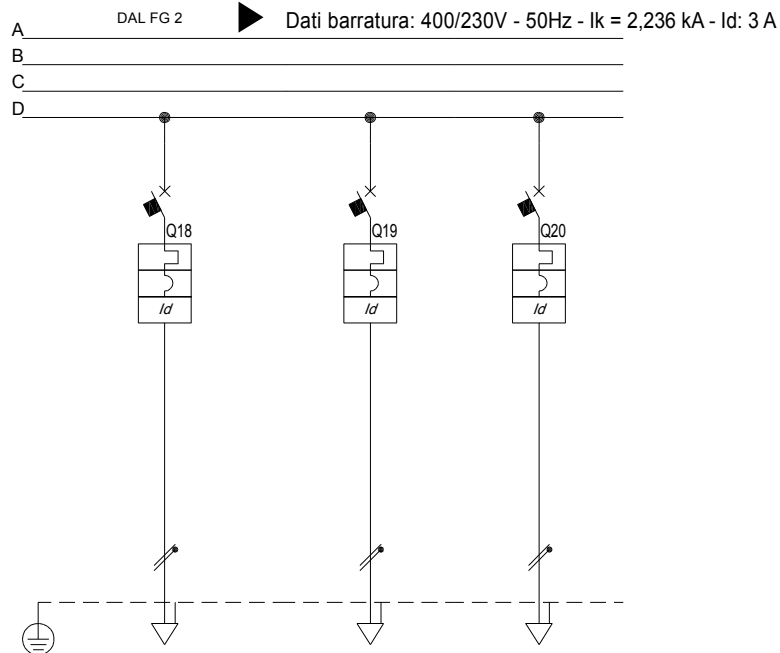 DAL FG 2 Dati barratura: 400/230V - 50Hz - Ik = 2,236 kA - Id: 3 A
A
B
C
D
Q18 Q19 Q20
Id Id Id